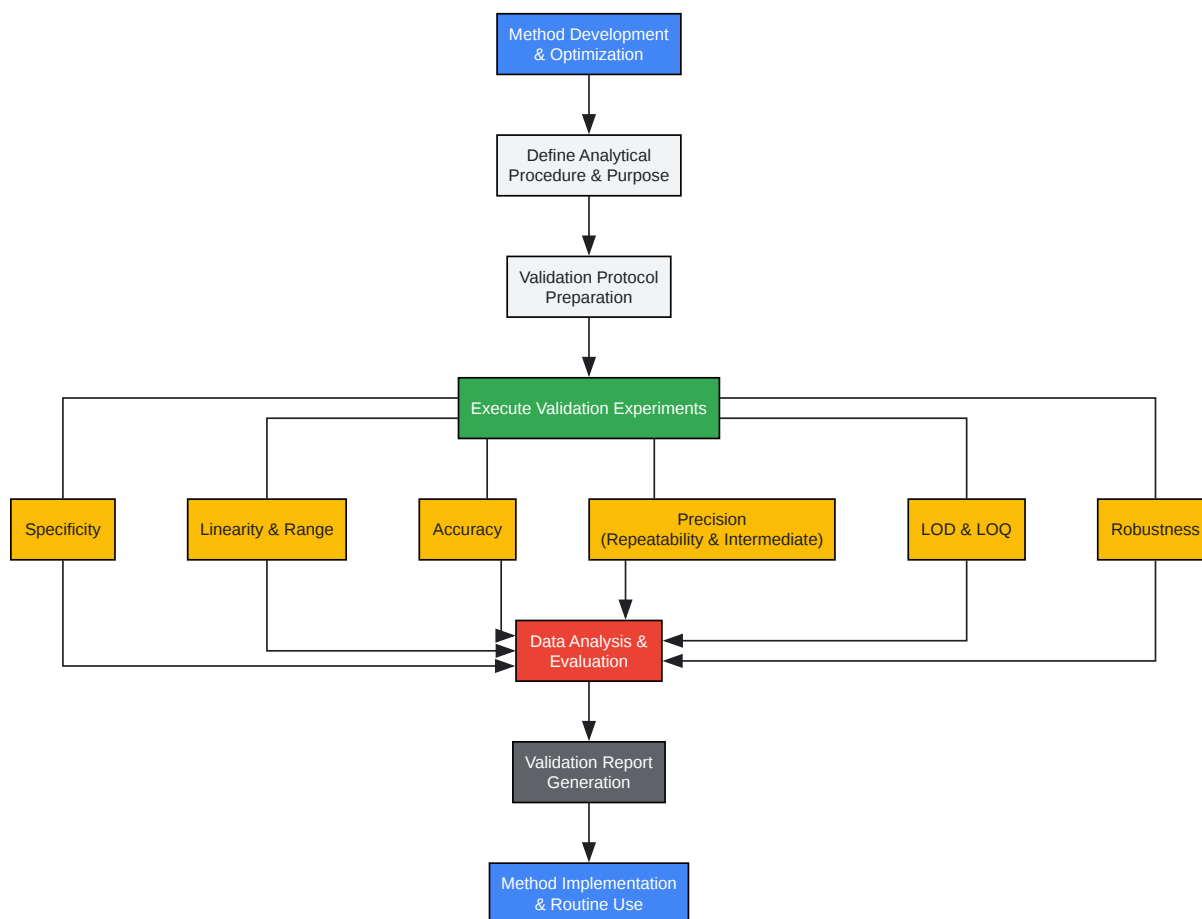 Method Development
& Optimization
Define Analytical
Procedure & Purpose
Validation Protocol
Preparation
Execute Validation Experiments
Specificity
Linearity & Range
Accuracy
Precision
(Repeatability & Intermediate)
LOD & LOQ
Robustness
Data Analysis &
Evaluation
Validation Report
Generation
Method Implementation
& Routine Use